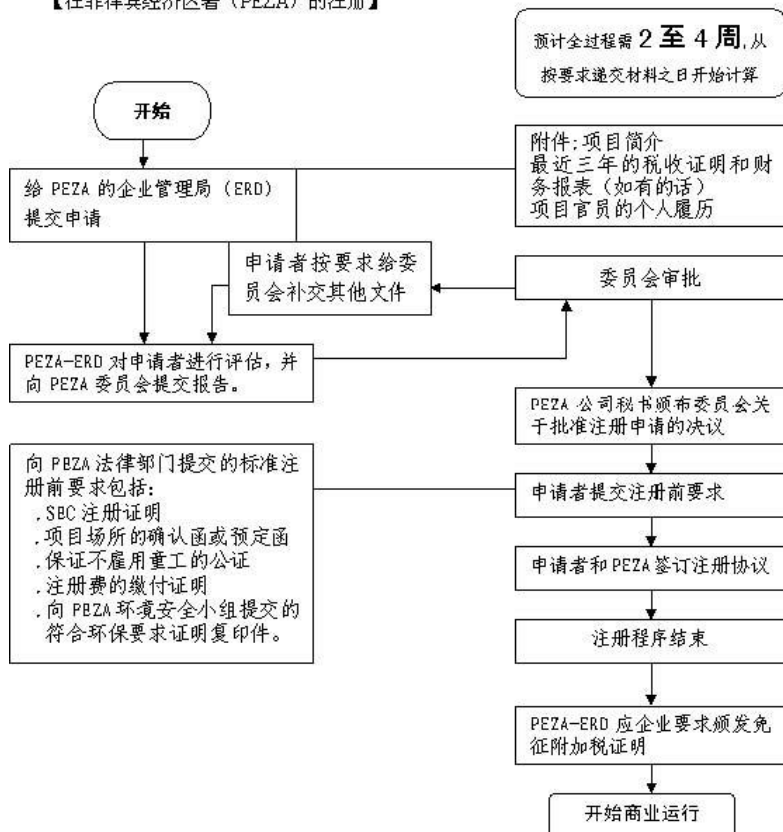 【在菲律宾经济区署（PEZA）的注册】
预计全过程需 2 至 4 周,从
按要求递交材料之日开始计算
开始
附件:项目简介
最近三年的税收证明和财
务报表（如有的话）
项目官员的个人履历
给 PEZA 的企业管理局（ERD）
提交申请
申请者按要求给委
员会补交其他文件
委员会审批
PEZA-ERD 对申请者进行评估，并
向 PEZA 委员会提交报告。
PEZA 公司秘书颁布委员会关
于批准注册申请的决议
向 PEZA 法律部门提交的标准注
册前要求包括：
.SEC 注册证明
.项目场所的确认函或预定函
.保证不雇用童工的公证
.注册费的缴付证明
.向 PEZA 环境安全小组提交的
符合环保要求证明复印件。
申请者提交注册前要求
申请者和 PEZA 签订注册协议
注册程序结束
PEZA-ERD 应企业要求颁发免
征附加税证明
开始商业运行